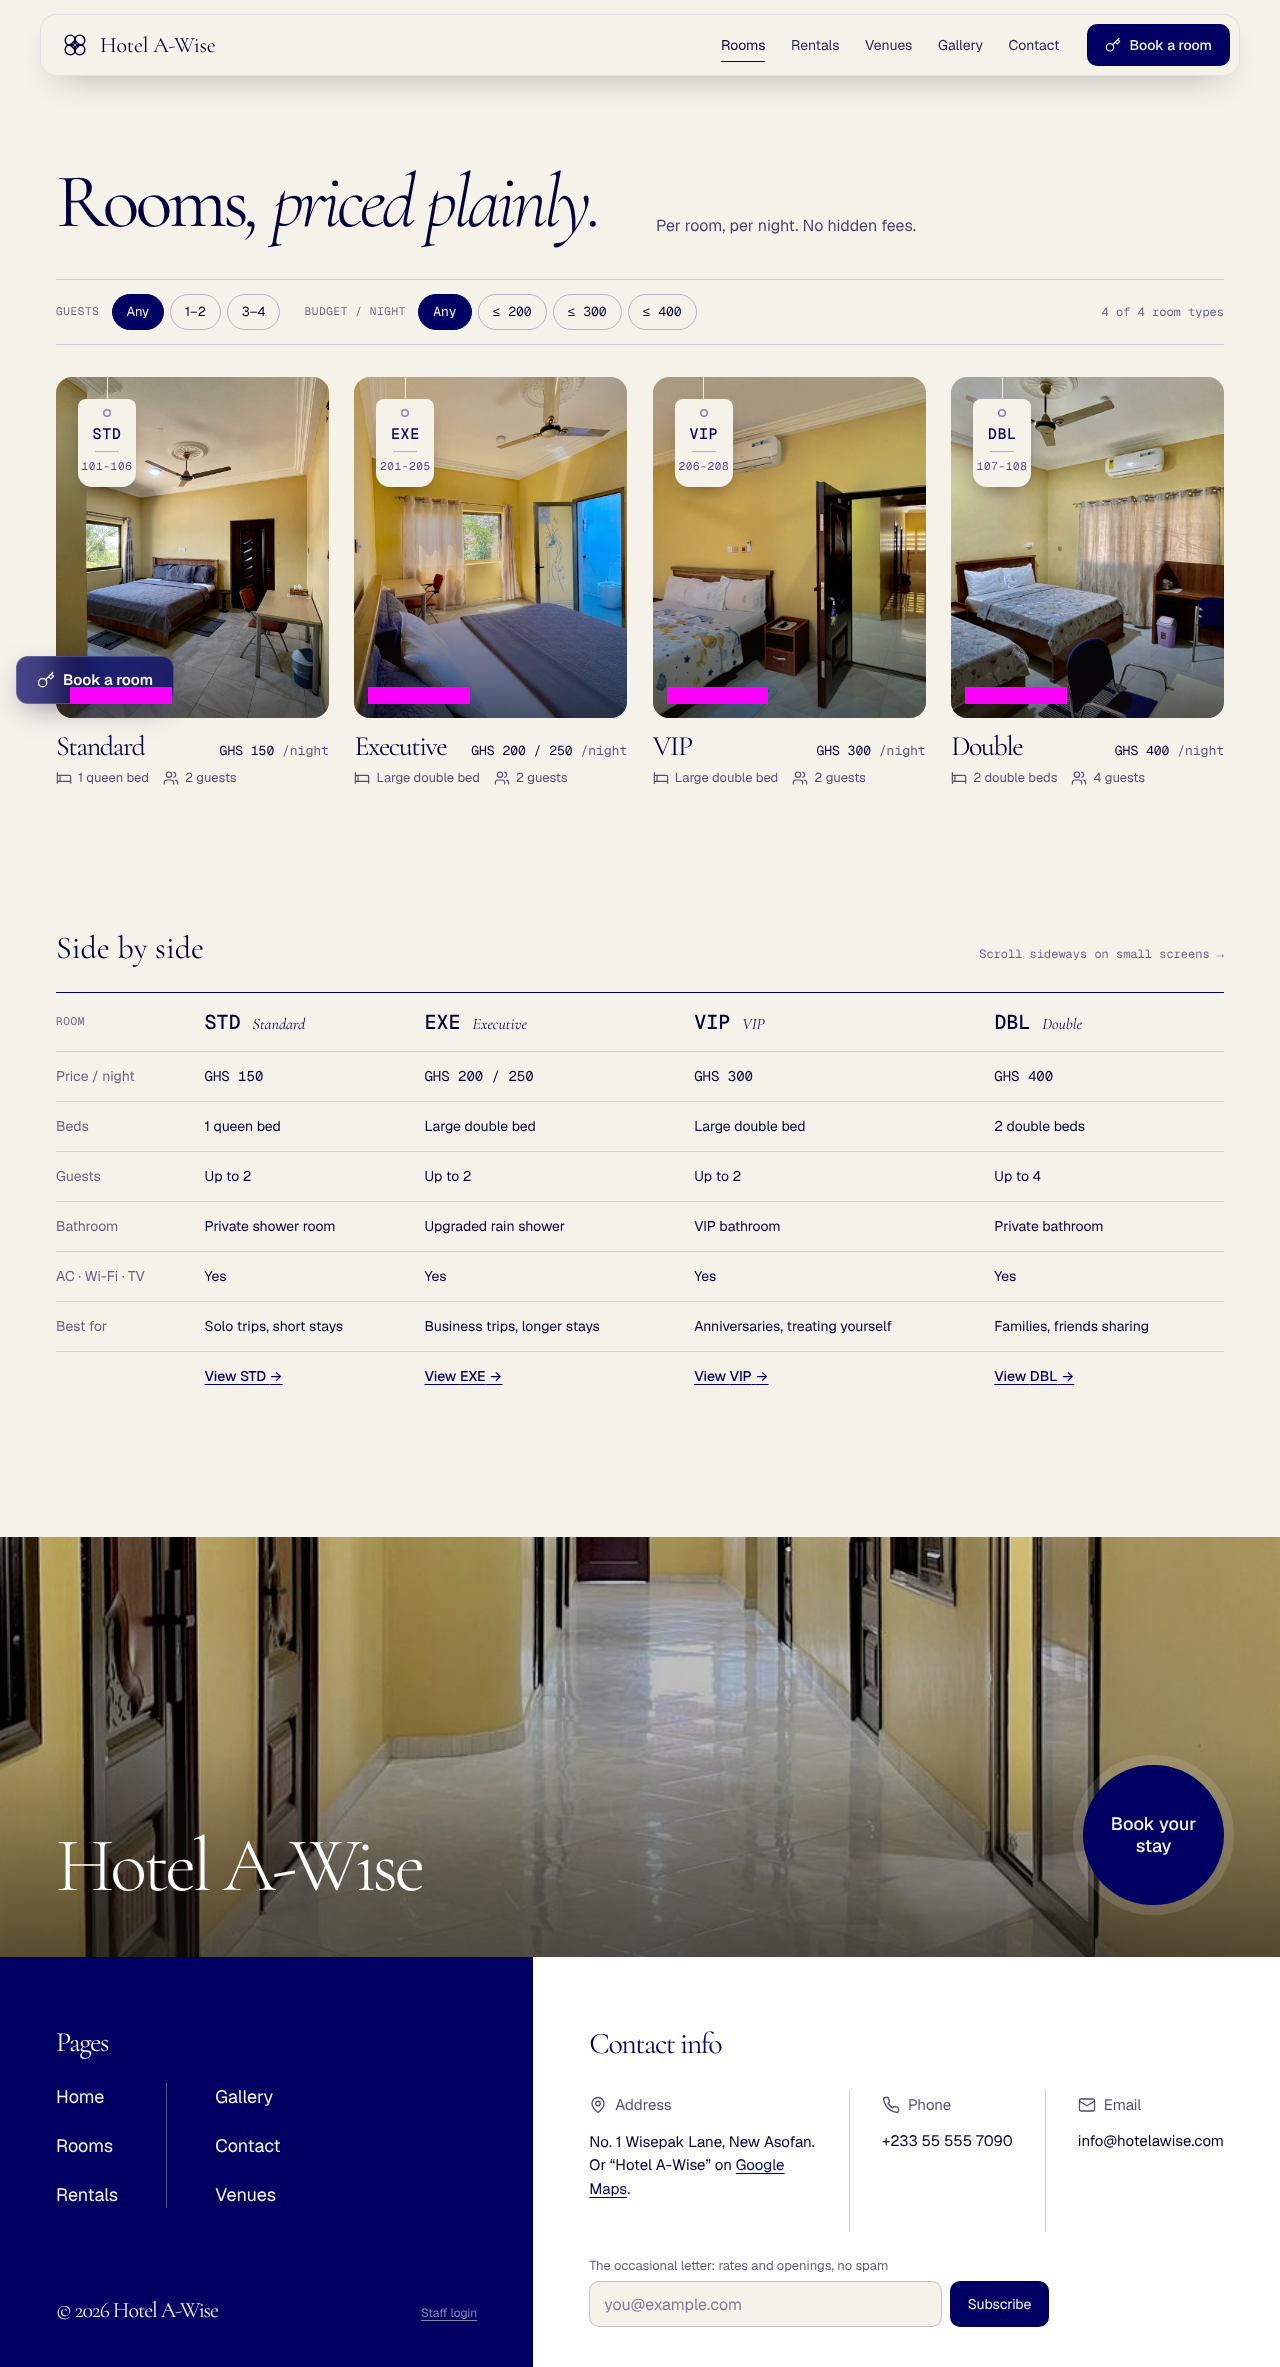 Hotel A-Wise
Rooms
Rentals
Venues
Gallery
Contact
Book a room
Rooms, priced plainly.
Per room, per night. No hidden fees.
GUESTS
Any
1–2
3–4
BUDGET / NIGHT
Any
≤ 200
≤ 300
≤ 400
4 of 4 room types
STD
101-106
EXE
201-205
VIP
206-208
DBL
107-108
Book a room
Standard
GHS 150 /night
1 queen bed
2 guests
Executive
GHS 200 / 250 /night
Large double bed
2 guests
VIP
GHS 300 /night
Large double bed
2 guests
Double
GHS 400 /night
2 double beds
4 guests
Side by side
Scroll sideways on small screens →
ROOM
STD Standard
EXE Executive
VIP VIP
DBL Double
Price / night
GHS 150
GHS 200 / 250
GHS 300
GHS 400
Beds
1 queen bed
Large double bed
Large double bed
2 double beds
Guests
Up to 2
Up to 2
Up to 2
Up to 4
Bathroom
Private shower room
Upgraded rain shower
VIP bathroom
Private bathroom
AC · Wi-Fi · TV
Yes
Yes
Yes
Yes
Best for
Solo trips, short stays
Business trips, longer stays
Anniversaries, treating yourself
Families, friends sharing
View STD →
View EXE →
View VIP →
View DBL →
Hotel A-Wise
Book your
stay
Pages
Home
Rooms
Rentals
Gallery
Contact
Venues
© 2026 Hotel A-Wise
Staff login
Contact info
Address
No. 1 Wisepak Lane, New Asofan.
Or “Hotel A-Wise” on Google
Maps.
Phone
+233 55 555 7090
Email
info@hotelawise.com
The occasional letter: rates and openings, no spam
you@example.com
Subscribe